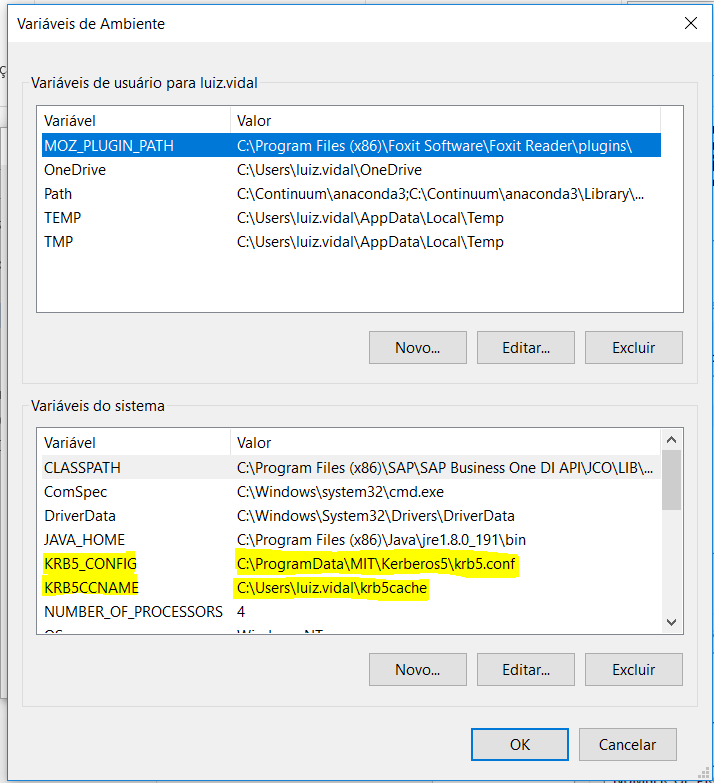 Variáveis de Ambiente
Variáveis de usuário para luiz.vidal
Variável Valor
MOZ_PLUGIN_PATH C:\Program Files (x86)\Foxit Software\Foxit Reader\plugins\
OneDrive C:\Users\luiz.vidal\OneDrive
Path C:\Continuum\anaconda3;C:\Continuum\anaconda3\Library\...
TEMP C:\Users\luiz.vidal\AppData\Local\Temp
TMP C:\Users\luiz.vidal\AppData\Local\Temp
Novo... Editar... Excluir
Variáveis do sistema
Variável Valor
CLASSPATH C:\Program Files (x86)\SAP\SAP Business One DI API\JCO\LIB\...
ComSpec C:\Windows\system32\cmd.exe
DriverData C:\Windows\System32\Drivers\DriverData
JAVA_HOME C:\Program Files (x86)\Java\jre1.8.0_191\bin
KRB5_CONFIG C:\ProgramData\MIT\Kerberos5\krb5.conf
KRB5CCNAME C:\Users\luiz.vidal\krb5cache
NUMBER_OF_PROCESSORS 4
OS Windows_NT
Novo... Editar... Excluir
OK Cancelar